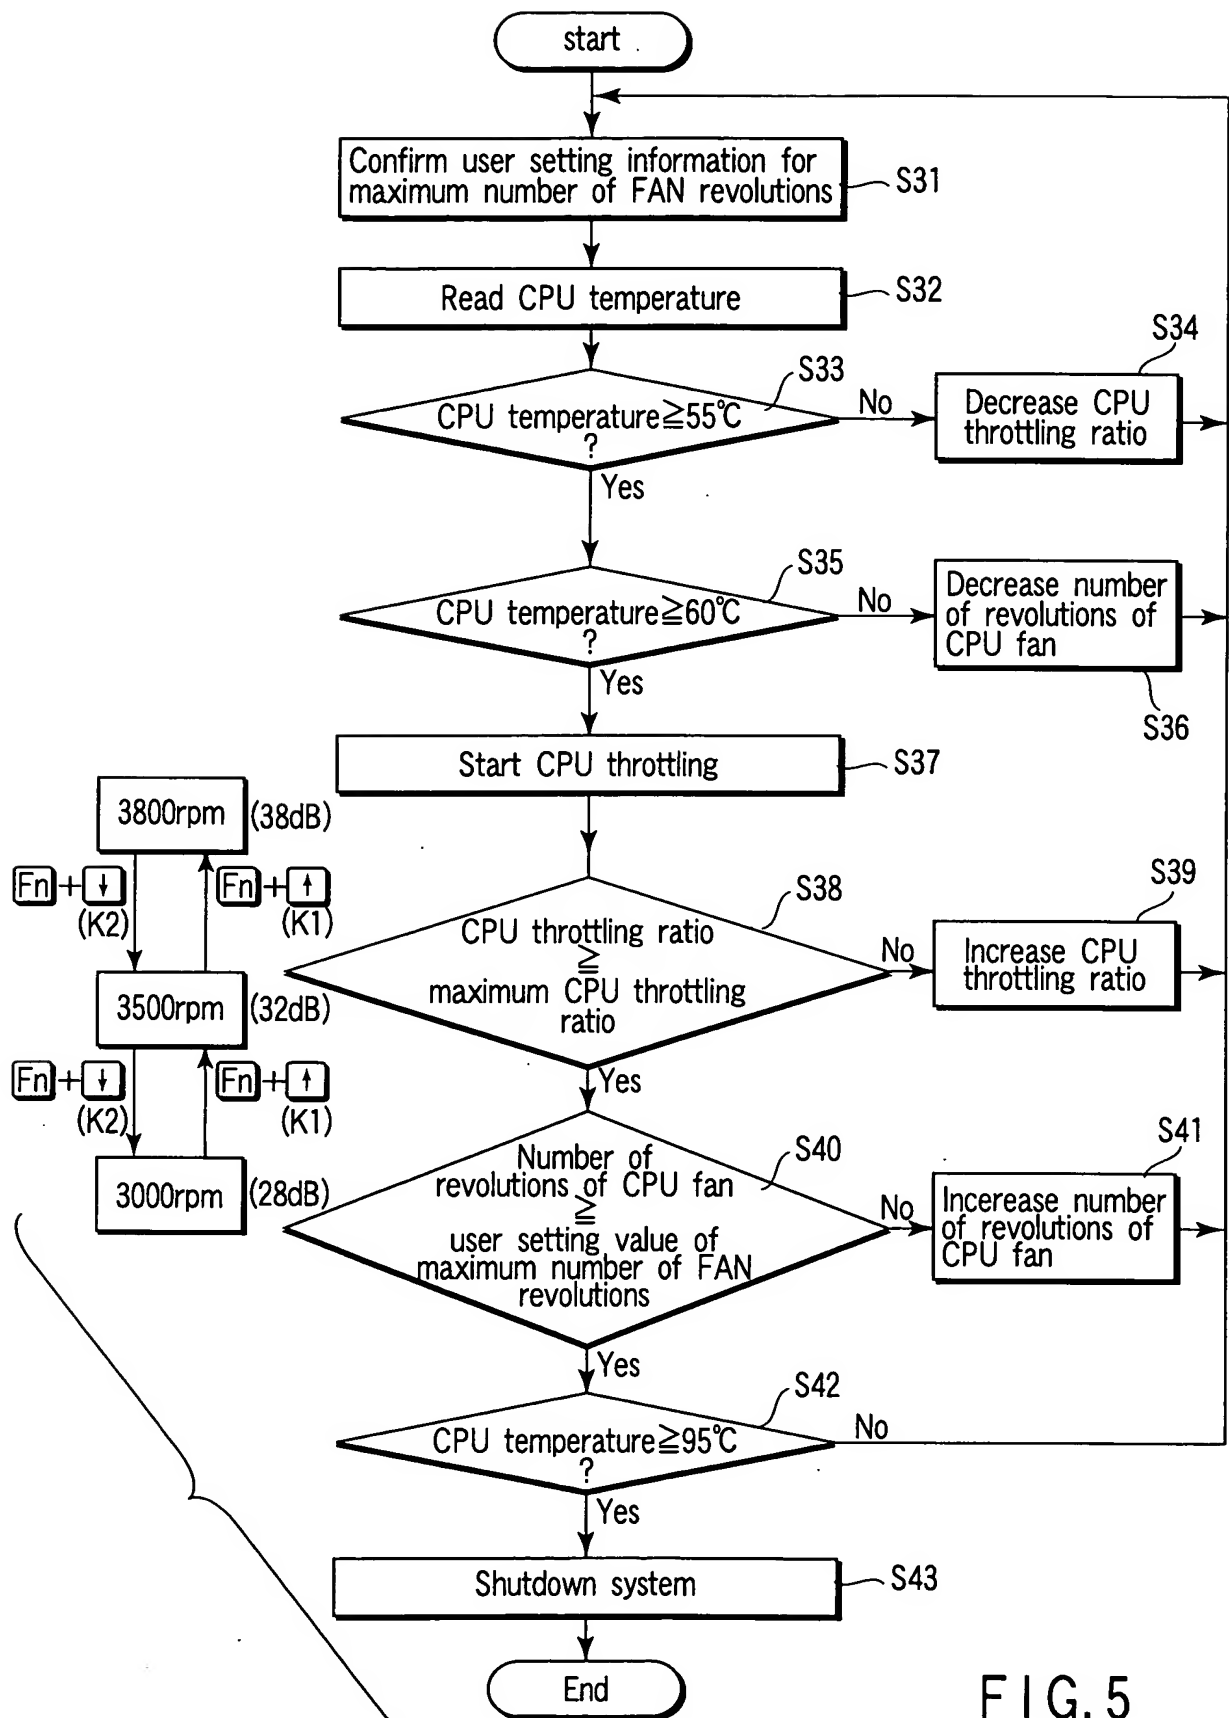 start
Confirm user setting information for
maximum number of FAN revolutions
S31
Read CPU temperature
S32
CPU temperature≧55℃
?
S33
No
Yes
Decrease CPU
throttling ratio
S34
CPU temperature≧60℃
?
S35
No
Yes
Decrease number
of revolutions of
CPU fan
S36
Start CPU throttling
S37
3800rpm
(38dB)
Fn+↓
(K2)
Fn+↑
(K1)
3500rpm
(32dB)
Fn+↓
(K2)
Fn+↑
(K1)
3000rpm
(28dB)
CPU throttling ratio
≧
maximum CPU throttling
ratio
S38
No
Yes
Increase CPU
throttling ratio
S39
Number of
revolutions of CPU fan
≧
user setting value of
maximum number of FAN
revolutions
S40
No
Yes
Incerease number
of revolutions of
CPU fan
S41
CPU temperature≧95℃
?
S42
No
Yes
Shutdown system
S43
End
FIG.5